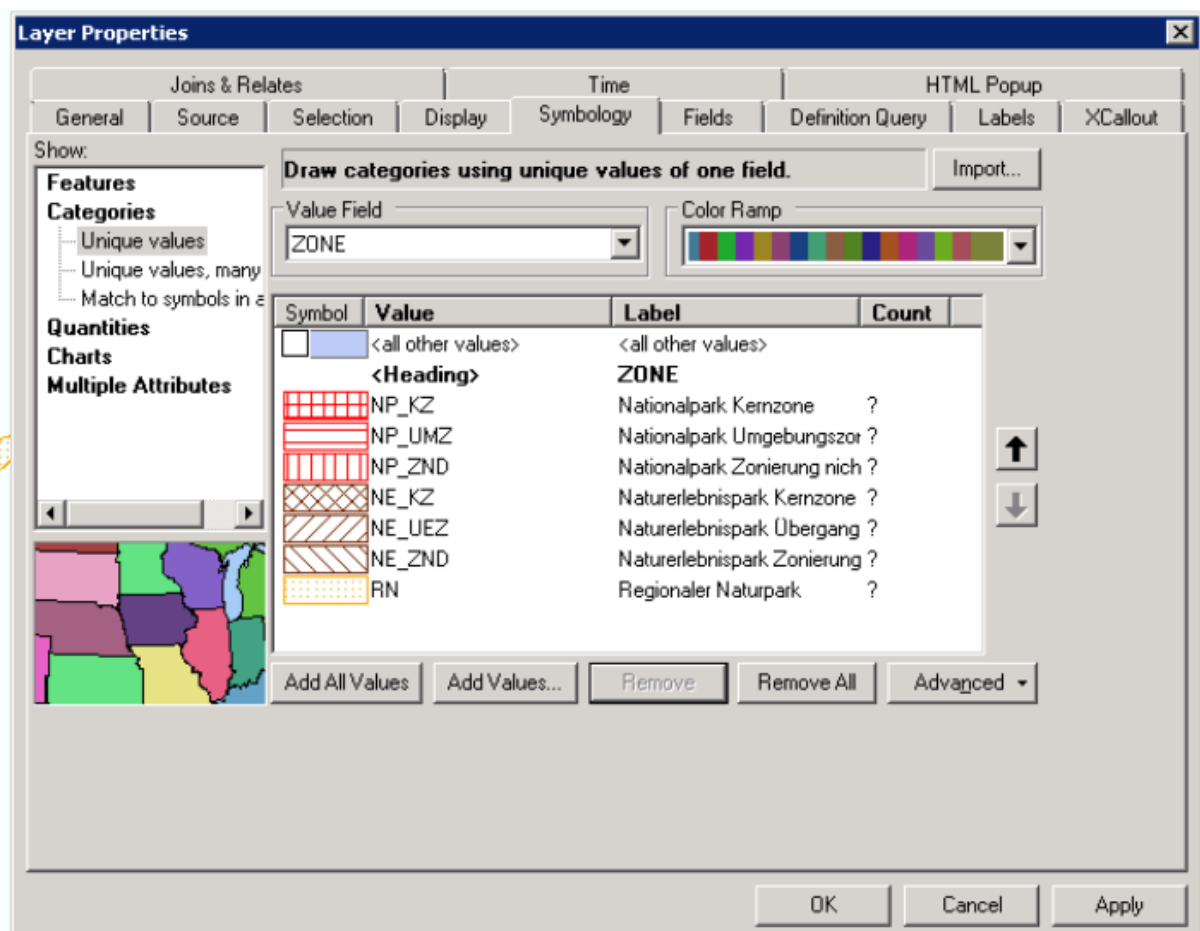 Layer Properties
Joins & Relates Time HTML Popup
General Source Selection Display Symbology Fields Definition Query Labels XCallout
Show:
Features
Categories
Unique values
Unique values, many
Match to symbols in a
Quantities
Charts
Multiple Attributes
Draw categories using unique values of one field.
Import...
Value Field
ZONE
Color Ramp
Symbol Value Label Count
<all other values> <all other values>
<Heading> ZONE
NP_KZ Nationalpark Kernzone ?
NP_UMZ Nationalpark Umgebungszor ?
NP_ZND Nationalpark Zonierung nich ?
NE_KZ Naturerlebnispark Kernzone ?
NE_UEZ Naturerlebnispark Übergang ?
NE_ZND Naturerlebnispark Zonierung ?
RN Regionaler Naturpark ?
Add All Values Add Values... Remove Remove All Advanced
OK Cancel Apply